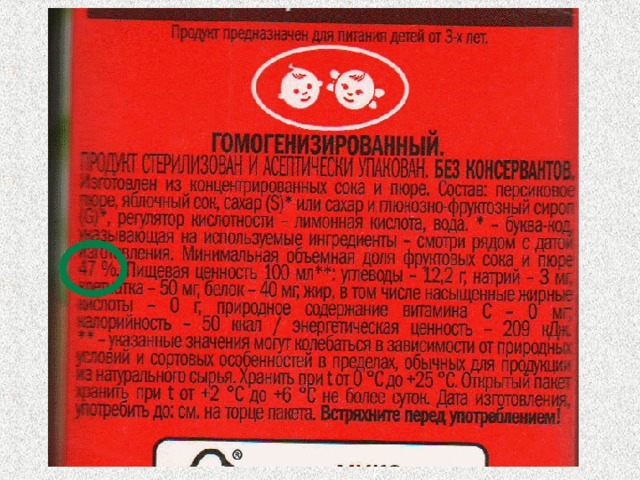 Продукт предназначен для питания детей от 3-х лет.
ГОМОГЕНИЗИРОВАННЫЙ.
ПРОДУКТ СТЕРИЛИЗОВАН И АСЕПТИЧЕСКИ УПАКОВАН. БЕЗ КОНСЕРВАНТОВ.
Изготовлен из концентрированных сока и пюре. Состав: персиковое
пюре, яблочный сок, сахар (S)* или сахар и глюкозно-фруктозный сироп
(G)*, регулятор кислотности – лимонная кислота, вода. * – буква-код,
указывающая на используемые ингредиенты – смотри рядом с датой
изготовления. Минимальная объемная доля фруктовых сока и пюре
47 %. Пищевая ценность 100 мл**: углеводы – 12,2 г, натрий – 3 мг,
клетчатка – 50 мг, белок – 40 мг, жир, в том числе насыщенные жирные
кислоты – 0 г, природное содержание витамина С – 0 мг,
калорийность – 50 ккал / энергетическая ценность – 209 кДж.
** – указанные значения могут колебаться в зависимости от природных
условий и сортовых особенностей в пределах, обычных для продукции
из натурального сырья. Хранить при t от 0 °C до +25 °C. Открытый пакет
хранить при t от +2 °C до +6 °C не более суток. Дата изготовления,
употребить до: см. на торце пакета. Встряхните перед употреблением!
®